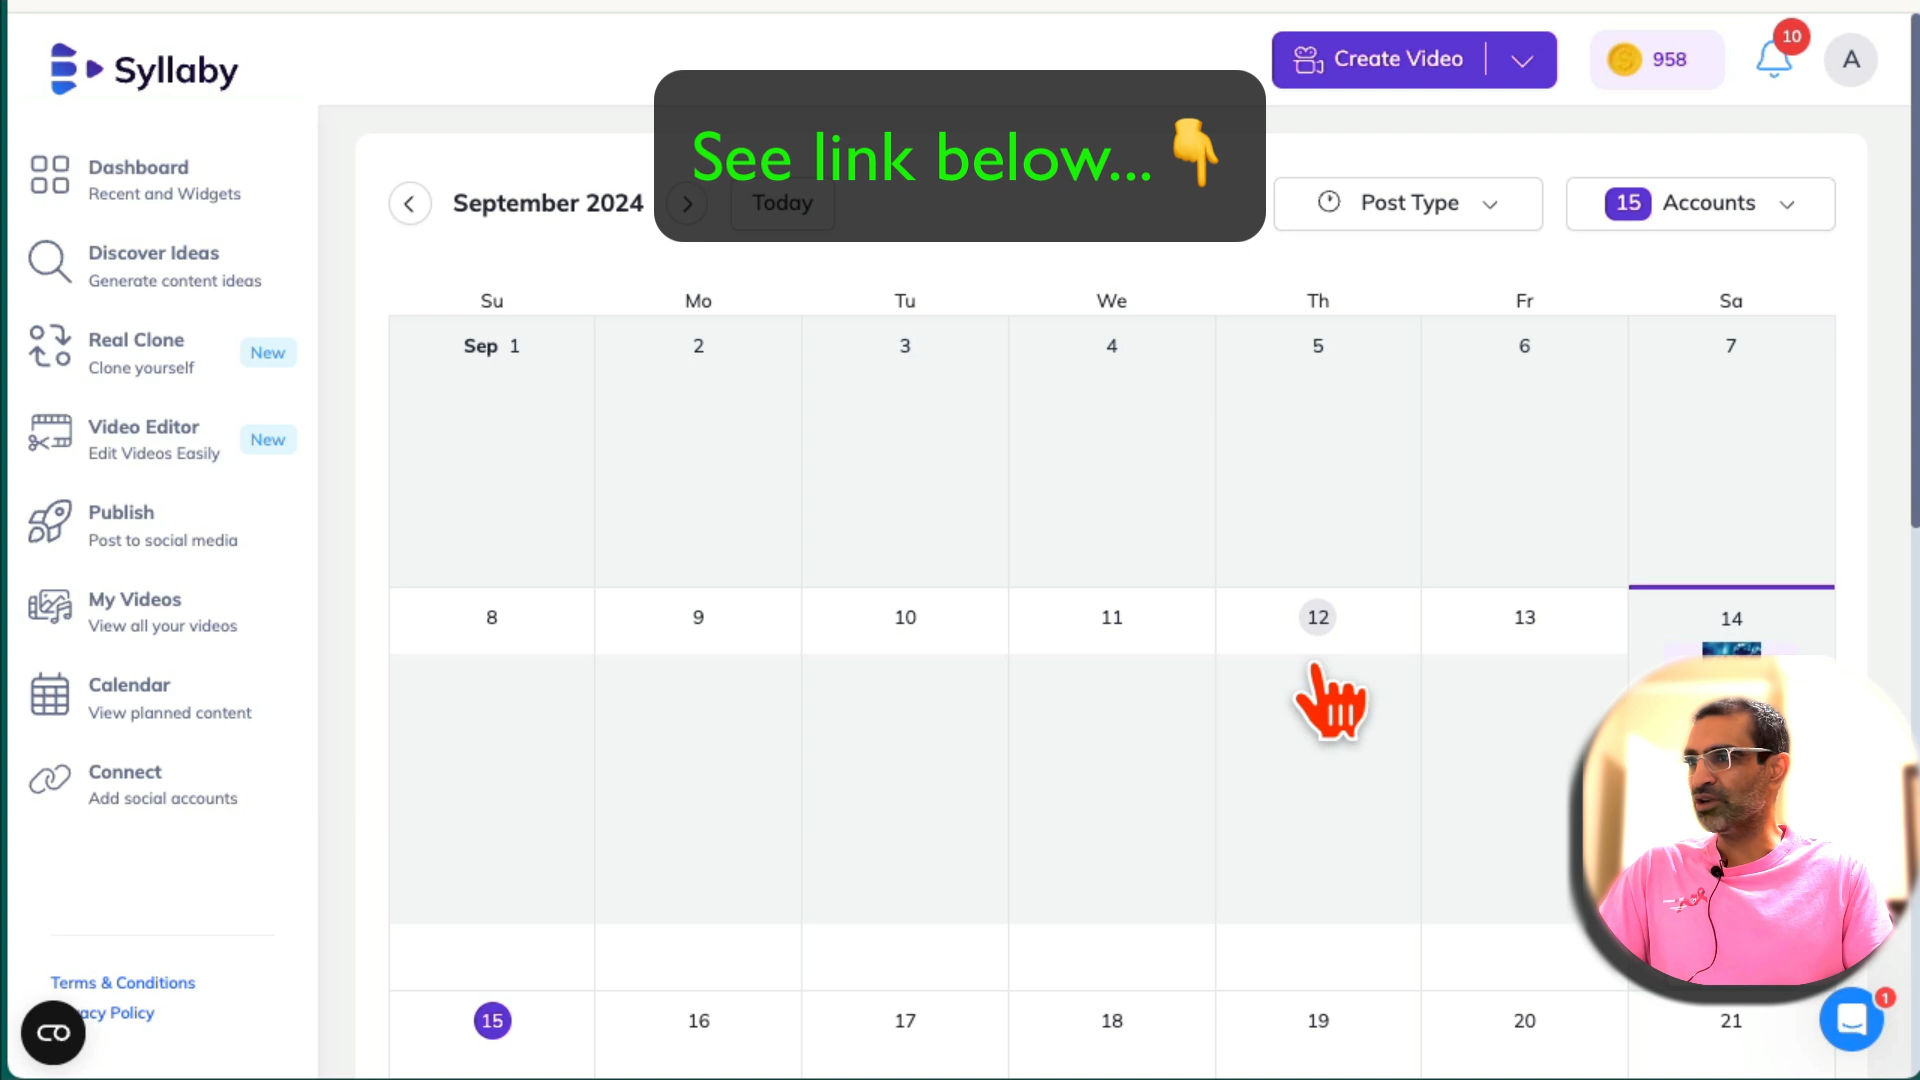 Syllaby
Create Video
958
10
A
See link below...
Dashboard
Recent and Widgets
Discover Ideas
Generate content ideas
Real Clone
Clone yourself
New
Video Editor
Edit Videos Easily
New
Publish
Post to social media
My Videos
View all your videos
Calendar
View planned content
Connect
Add social accounts
Terms & Conditions
acy Policy
September 2024
Today
Post Type
15 Accounts
Su Mo Tu We Th Fr Sa
Sep 1 2 3 4 5 6 7
8 9 10 11 12 13 14
15 16 17 18 19 20 21
1